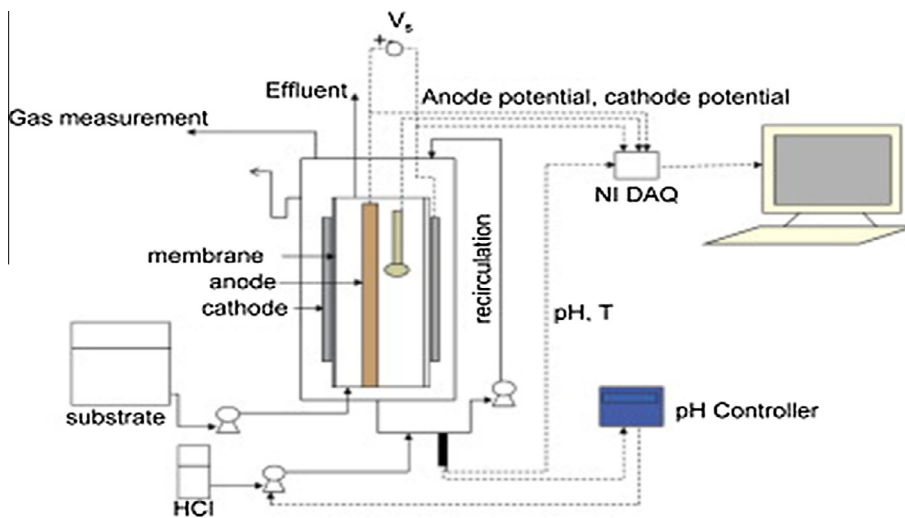 Vs
+-
Effluent
Gas measurement
Anode potential, cathode potential
NI DAQ
membrane
anode
cathode
recirculation
pH, T
substrate
pH Controller
HCl